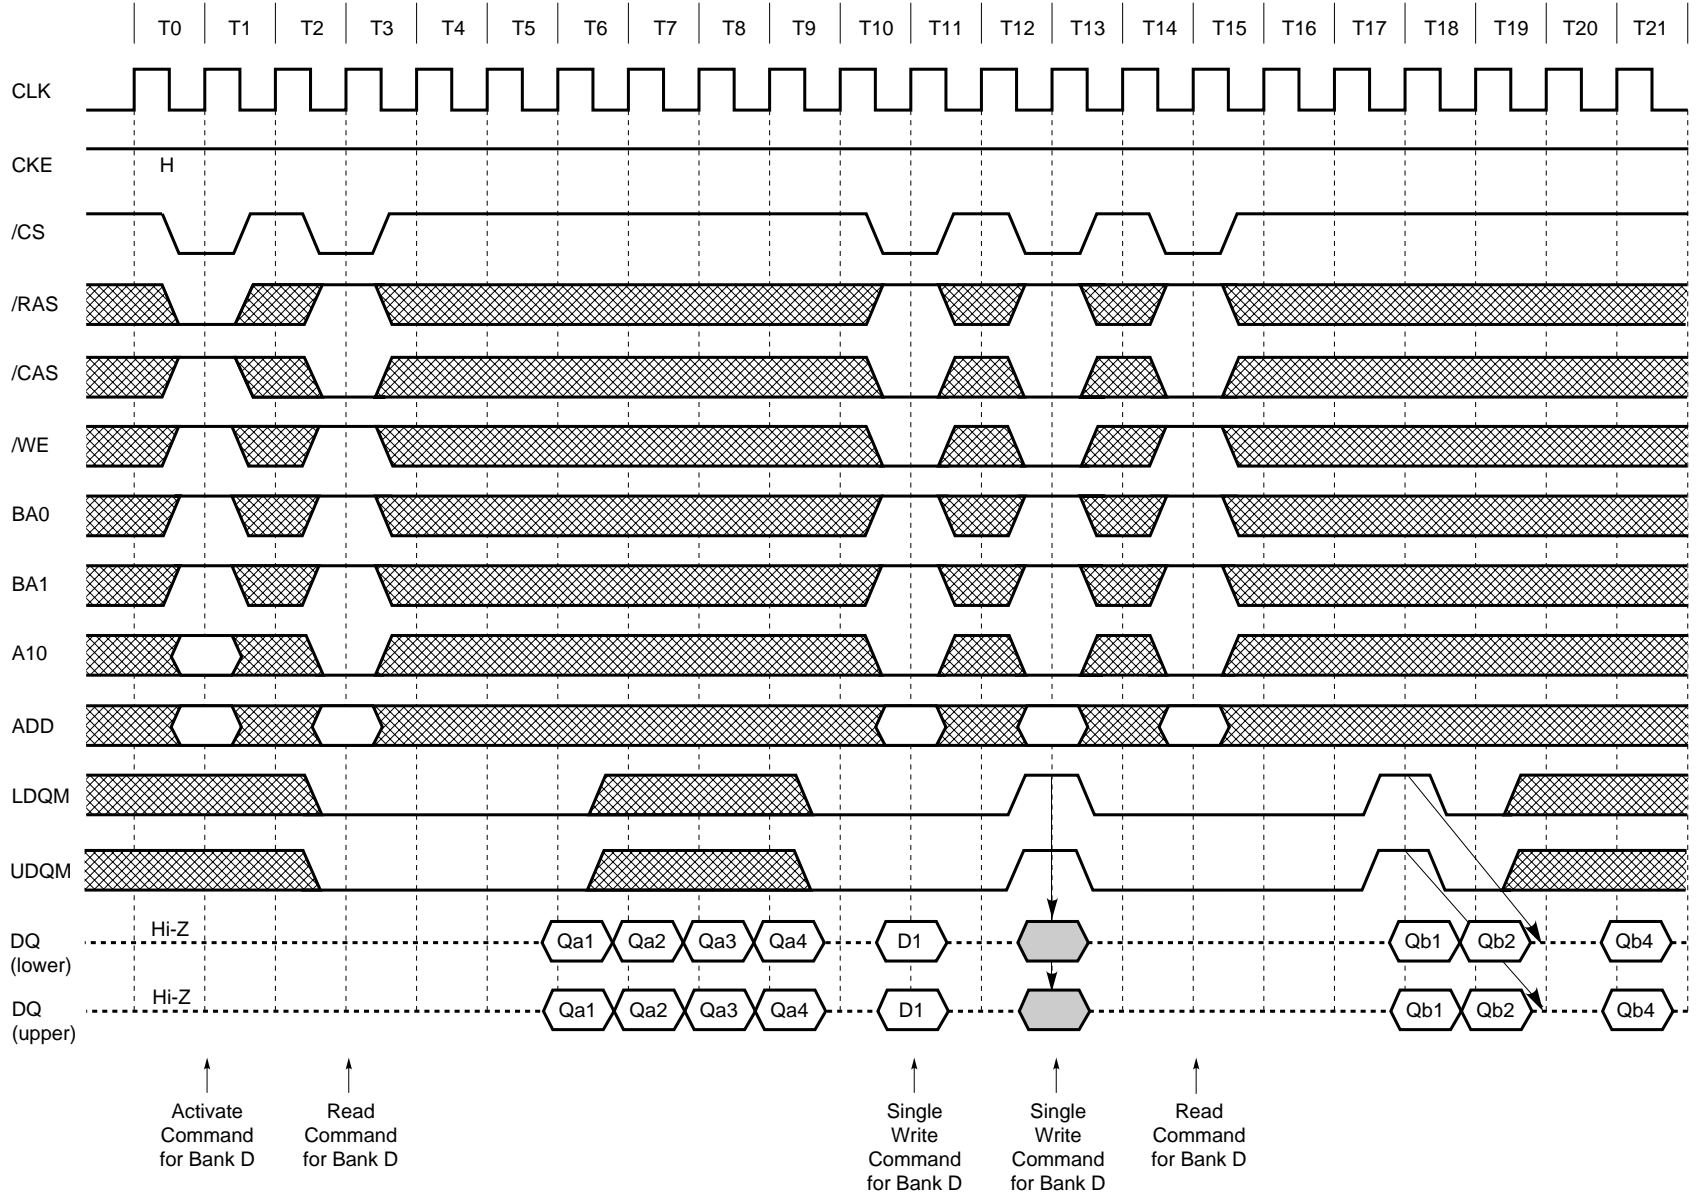 T0 T1 T2 T3 T4 T5 T6 T7 T8 T9 T10 T11 T12 T13 T14 T15 T16 T17 T18 T19 T20 T21
CLK
CKE H
/CS
/RAS
/CAS
/WE
BA0
BA1
A10
ADD
LDQM
UDQM
DQ (lower) Hi-Z Qa1 Qa2 Qa3 Qa4 D1 Qb1 Qb2 Qb4
DQ (upper) Hi-Z Qa1 Qa2 Qa3 Qa4 D1 Qb1 Qb2 Qb4
Activate
Command
for Bank D
Read
Command
for Bank D
Single
Write
Command
for Bank D
Single
Write
Command
for Bank D
Read
Command
for Bank D